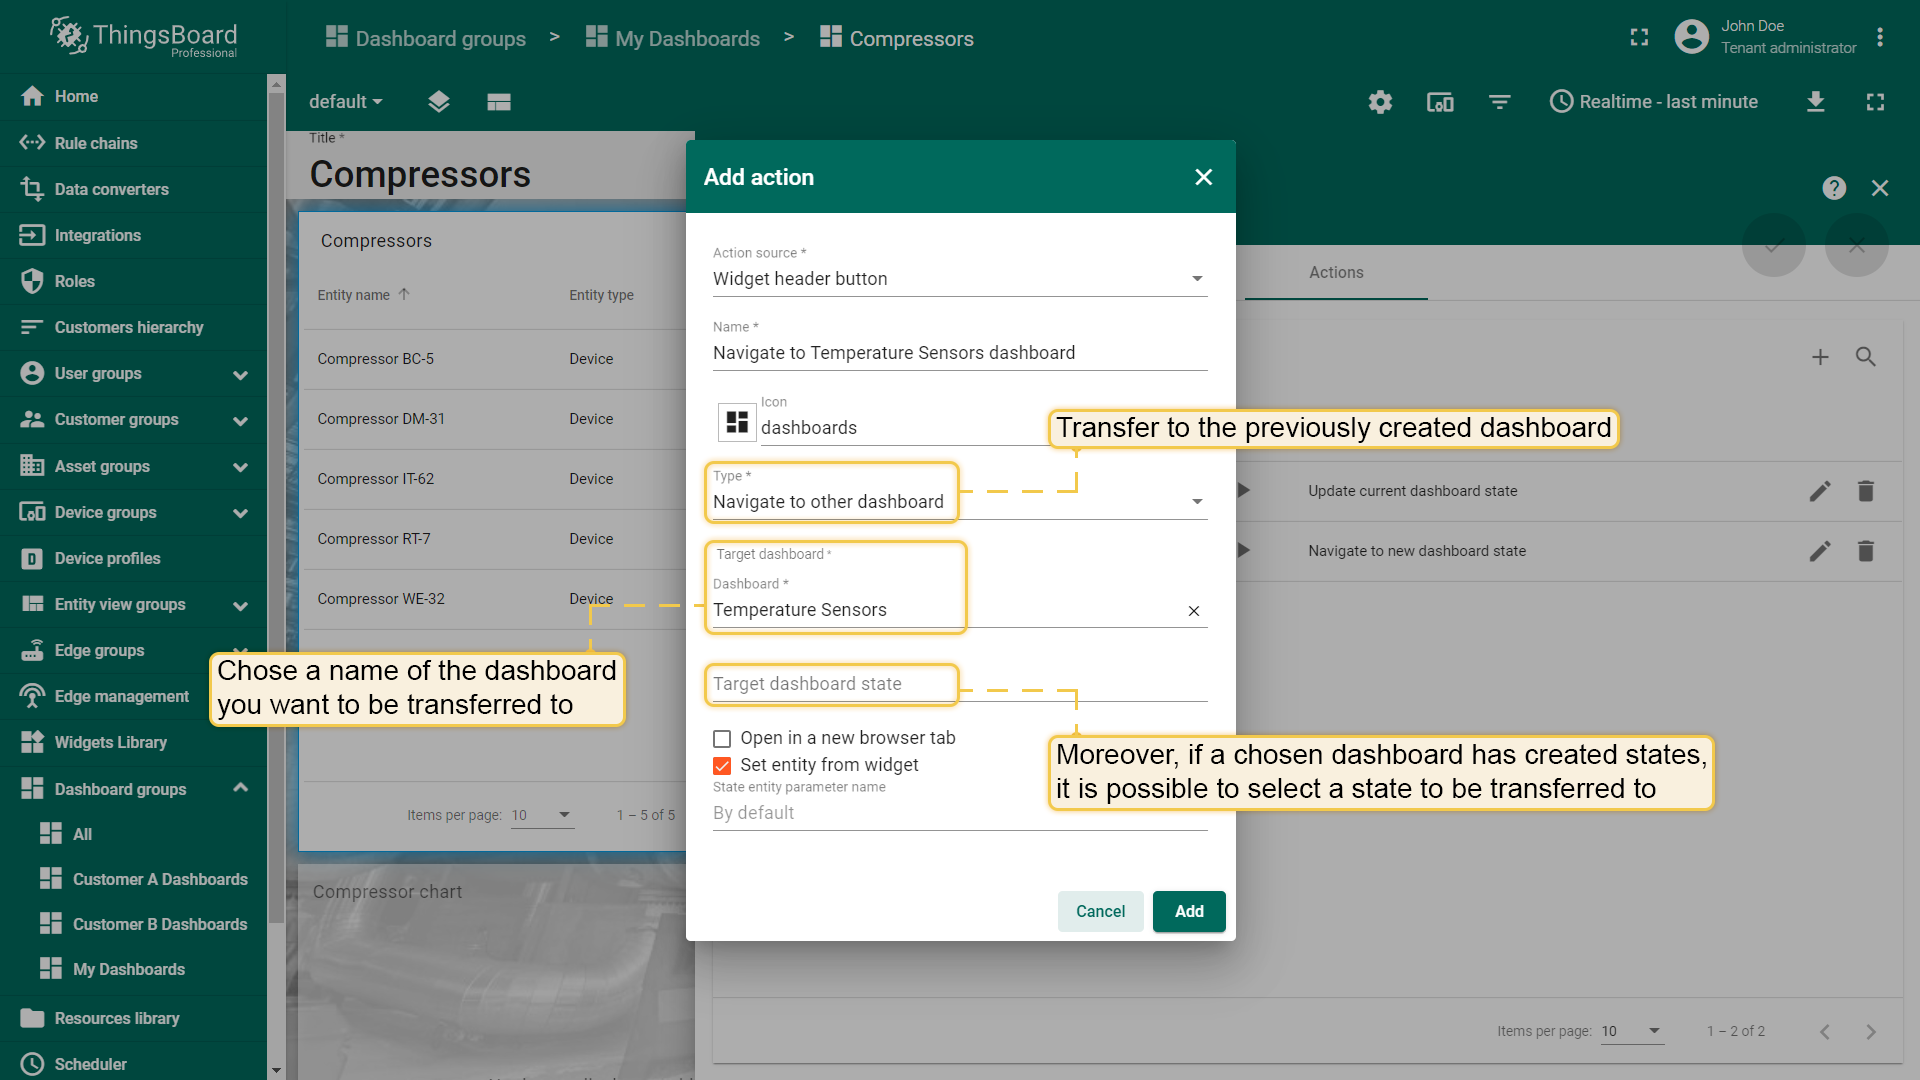 ThingsBoard
Professional
Dashboard groups > My Dashboards > Compressors
John Doe
Tenant administrator
Home
Rule chains
Data converters
Integrations
Roles
Customers hierarchy
User groups
Customer groups
Asset groups
Device groups
Device profiles
Entity view groups
Edge groups
Edge management
Widgets Library
Dashboard groups
All
Customer A Dashboards
Customer B Dashboards
My Dashboards
Resources library
Scheduler
default
Realtime - last minute
Title *
Compressors
Compressors
Entity name
Entity type
Compressor BC-5
Device
Compressor DM-31
Device
Compressor IT-62
Device
Compressor RT-7
Device
Compressor WE-32
Device
Items per page: 10
1 – 5 of 5
Compressor chart
Chose a name of the dashboard
you want to be transferred to
Add action
Action source *
Widget header button
Name *
Navigate to Temperature Sensors dashboard
Icon
dashboards
Type *
Navigate to other dashboard
Target dashboard *
Dashboard *
Temperature Sensors
Target dashboard state
Open in a new browser tab
Set entity from widget
State entity parameter name
By default
Cancel
Add
Transfer to the previously created dashboard
Moreover, if a chosen dashboard has created states,
it is possible to select a state to be transferred to
Actions
Update current dashboard state
Navigate to new dashboard state
Items per page: 10
1 – 2 of 2